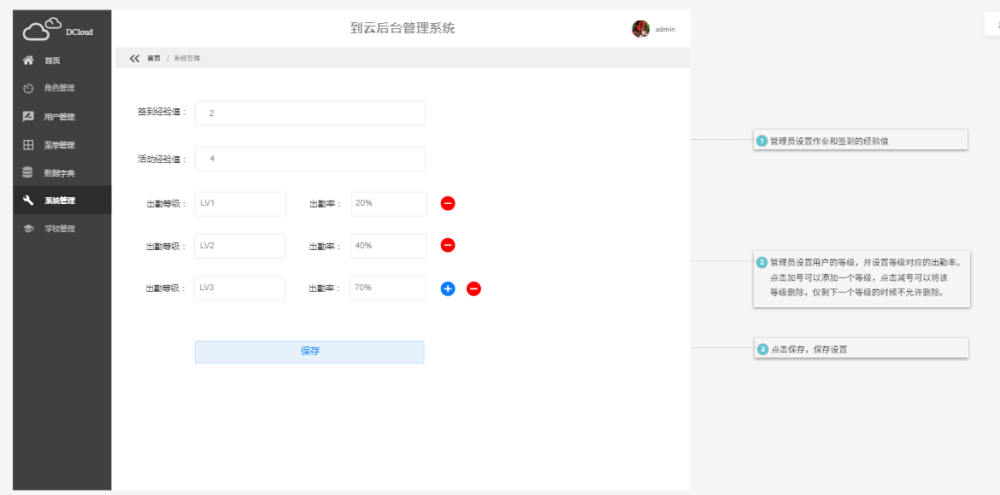 DCloud
到云后台管理系统
admin
首页
角色管理
用户管理
菜单管理
数据字典
系统管理
学校管理
首页 / 系统管理
签到经验值： 2
活动经验值： 4
出勤等级： LV1 出勤率： 20%
出勤等级： LV2 出勤率： 40%
出勤等级： LV3 出勤率： 70%
保存
1 管理员设置作业和签到的经验值
2 管理员设置用户的等级，并设置等级对应的出勤率。
点击加号可以添加一个等级，点击减号可以将该
等级删除，仅剩下一个等级的时候不允许删除。
3 点击保存，保存设置